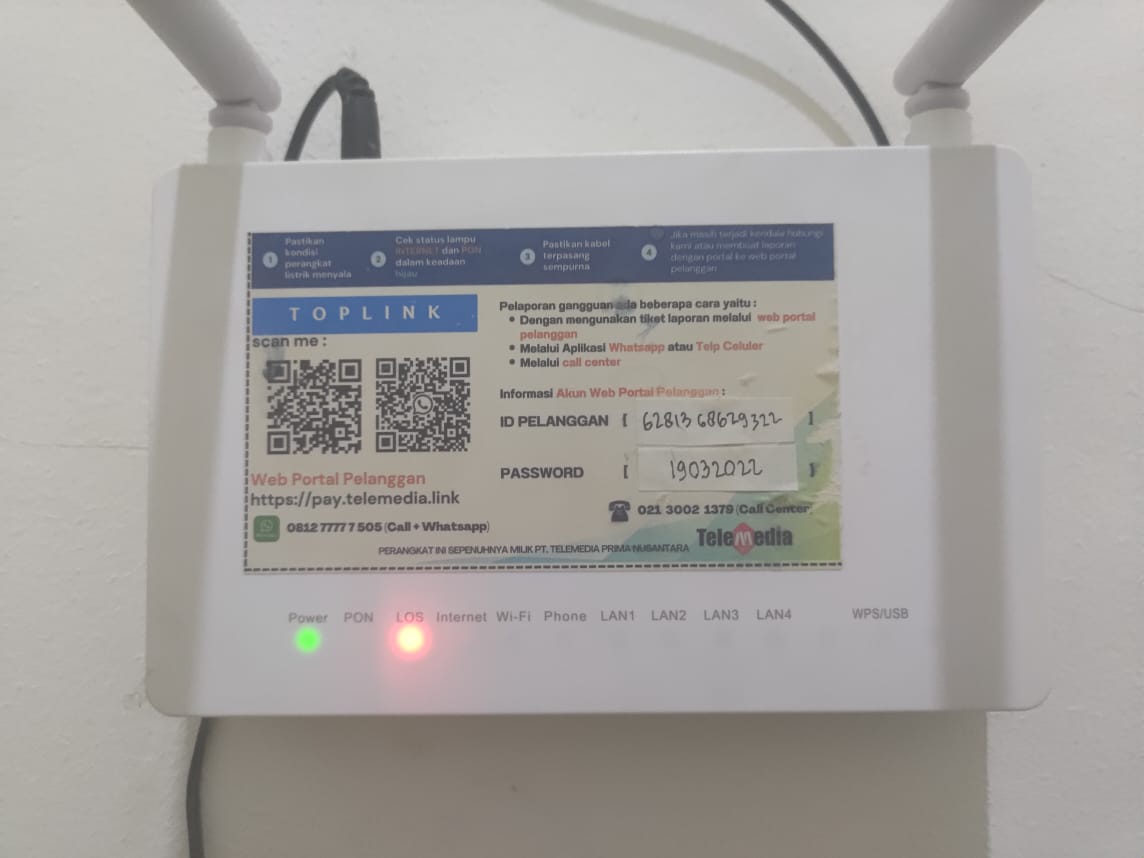 1 Pastikan kondisi perangkat listrik menyala
2 Cek status lampu INTERNET dan PON dalam keadaan hijau
3 Pastikan kabel terpasang sempurna
4 Jika masih terjadi kendala hubungi kami atau membuat laporan dengan portal ke web portal pelanggan
TOPLINK
scan me :
Web Portal Pelanggan
https://pay.telemedia.link
0812 7777 7 505 (Call + Whatsapp)
Pelaporan gangguan ada beberapa cara yaitu :
• Dengan mengunakan tiket laporan melalui web portal
pelanggan
• Melalui Aplikasi Whatsapp atau Telp Celuler
• Melalui call center
Informasi Akun Web Portal Pelanggan :
ID PELANGGAN [ 6281368629322 ]
PASSWORD [ 19032022 ]
021 3002 1379 (Call Center)
TeleMedia
PERANGKAT INI SEPENUHNYA MILIK PT. TELEMEDIA PRIMA NUSANTARA
Power PON LOS Internet Wi-Fi Phone LAN1 LAN2 LAN3 LAN4 WPS/USB